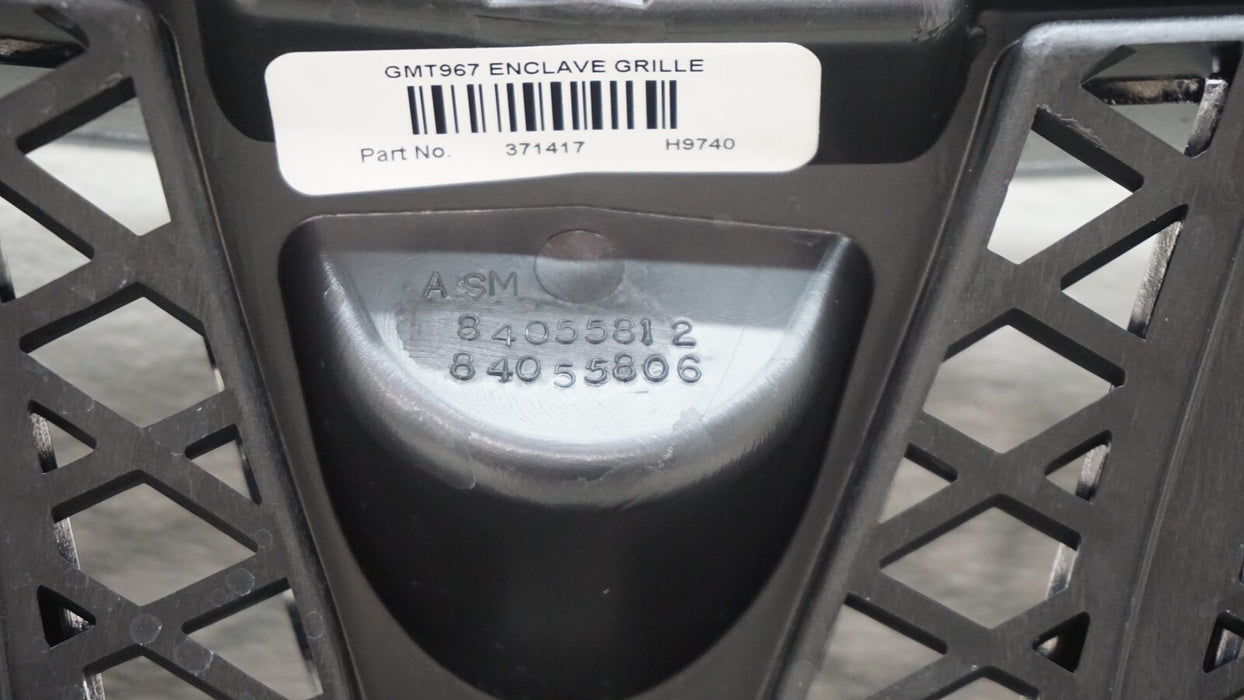 GMT967 ENCLAVE GRILLE
Part No. 371417 H9740
ASM
84055812
84055806